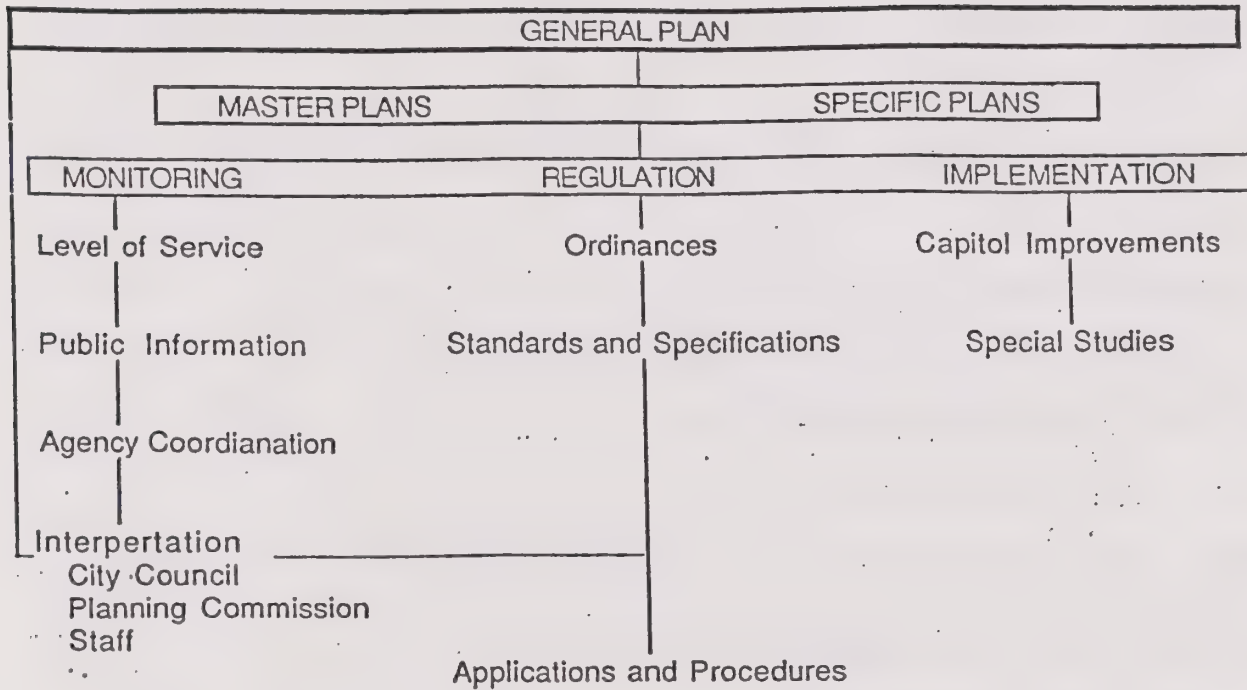 GENERAL PLAN
MASTER PLANS SPECIFIC PLANS
MONITORING REGULATION IMPLEMENTATION
Level of Service Ordinances Capitol Improvements
Public Information Standards and Specifications Special Studies
Agency Coordianation
Interpertation
City Council
Planning Commission
Staff
Applications and Procedures